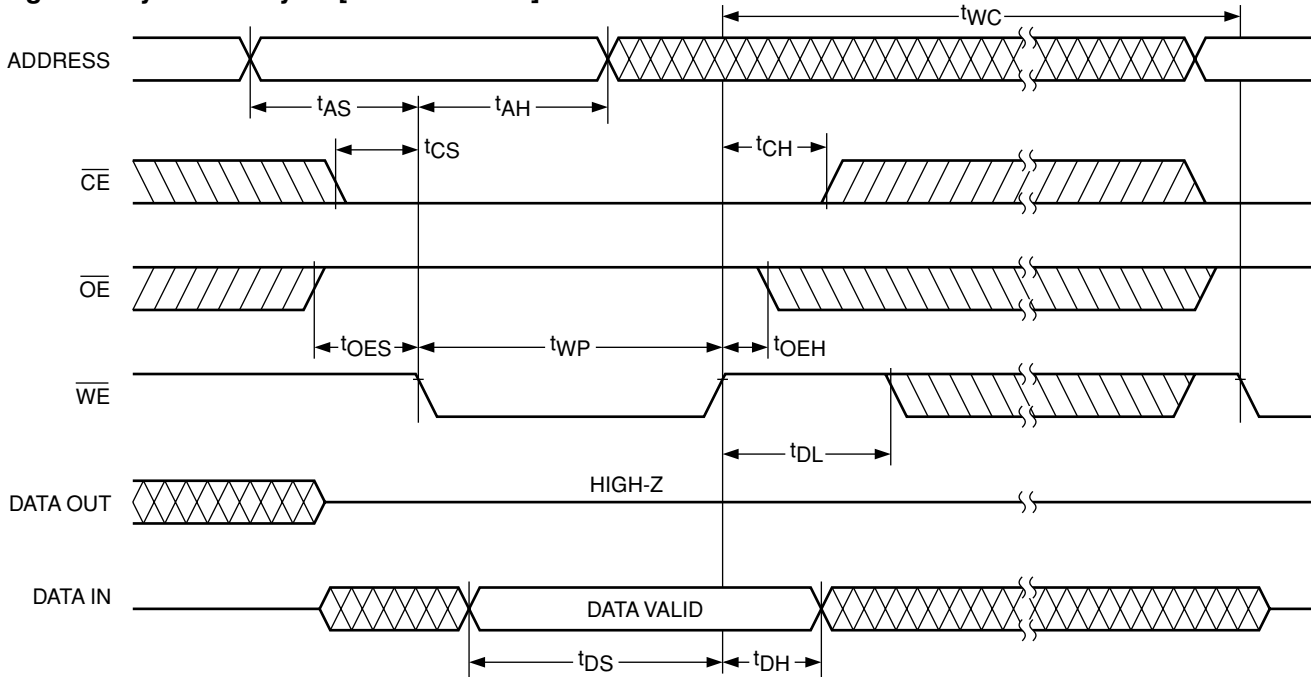 tWC
ADDRESS
tAS
tAH
tCS
tCH
CE
OE
tOES
tWP
tOEH
WE
tDL
HIGH-Z
DATA OUT
DATA IN
DATA VALID
tDS
tDH